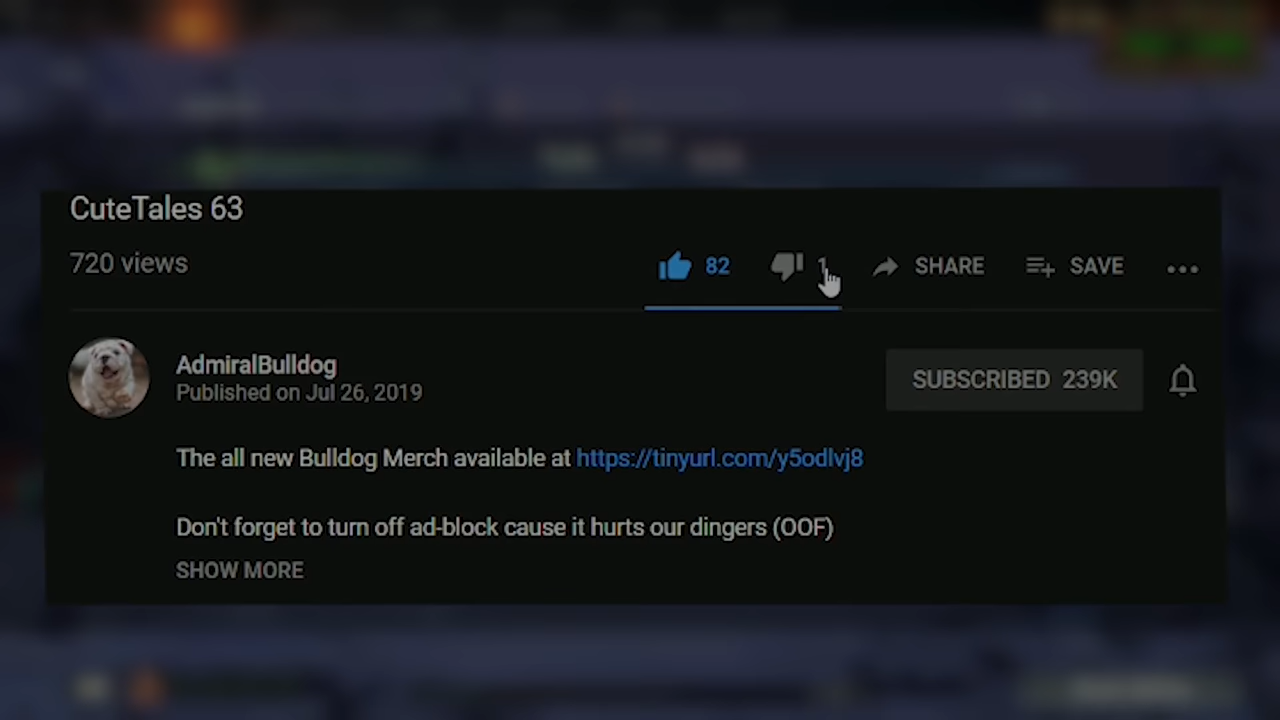 CuteTales 63
720 views
82
1
SHARE
SAVE
AdmiralBulldog
Published on Jul 26, 2019
SUBSCRIBED 239K
The all new Bulldog Merch available at https://tinyurl.com/y5odlvj8
Don't forget to turn off ad-block cause it hurts our dingers (OOF)
SHOW MORE